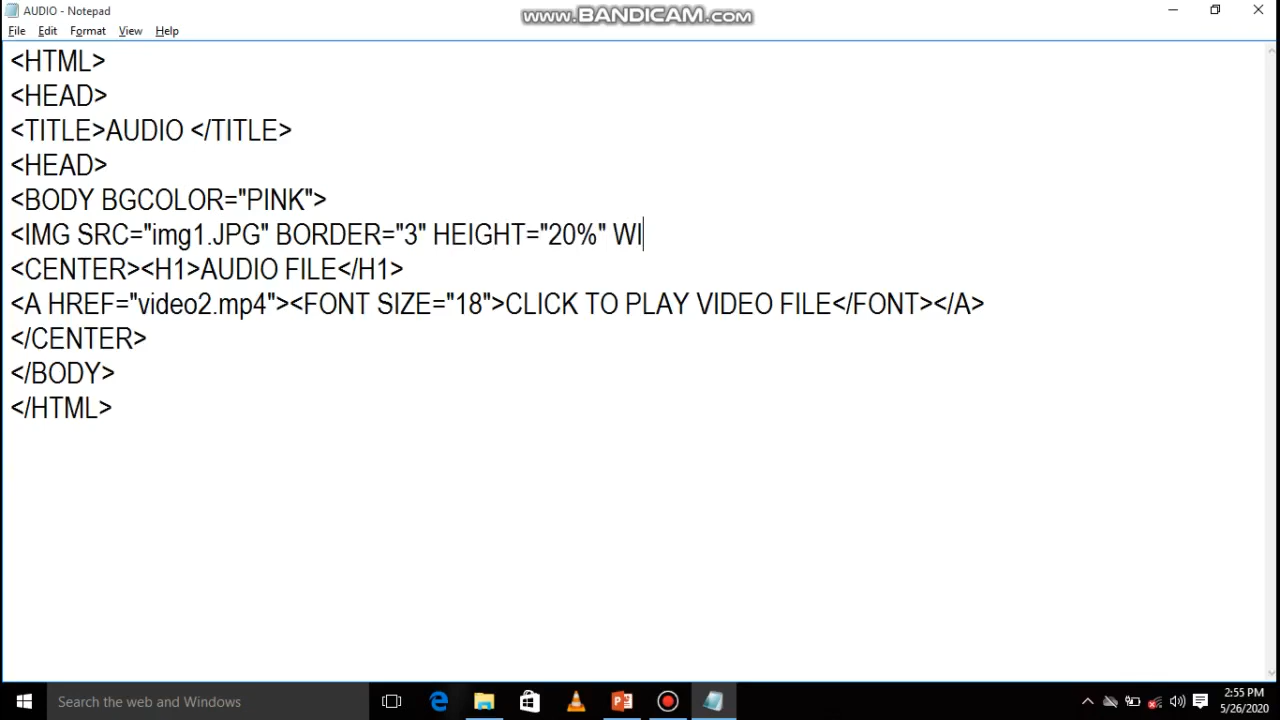 AUDIO - Notepad
www.BANDICAM.com
File Edit Format View Help
<HTML>
<HEAD>
<TITLE>AUDIO </TITLE>
<HEAD>
<BODY BGCOLOR="PINK">
<IMG SRC="img1.JPG" BORDER="3" HEIGHT="20%" WI
<CENTER><H1>AUDIO FILE</H1>
<A HREF="video2.mp4"><FONT SIZE="18">CLICK TO PLAY VIDEO FILE</FONT></A>
</CENTER>
</BODY>
</HTML>
Search the web and Windows
2:55 PM
5/26/2020